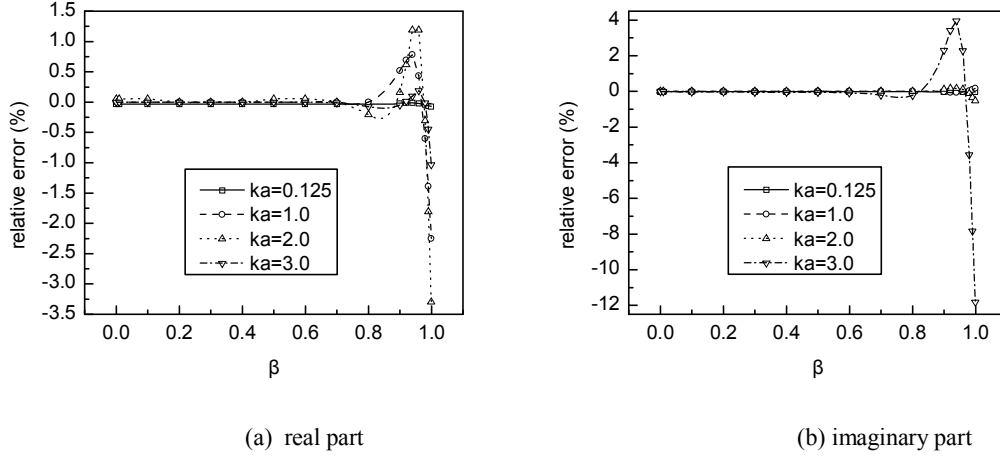 relative error (%)
1.5
1.0
0.5
0.0
-0.5
-1.0
-1.5
-2.0
-2.5
-3.0
-3.5
ka=0.125
ka=1.0
ka=2.0
ka=3.0
0.0 0.2 0.4 0.6 0.8 1.0
β
(a) real part
relative error (%)
4
2
0
-2
-4
-6
-8
-10
-12
ka=0.125
ka=1.0
ka=2.0
ka=3.0
0.0 0.2 0.4 0.6 0.8 1.0
β
(b) imaginary part